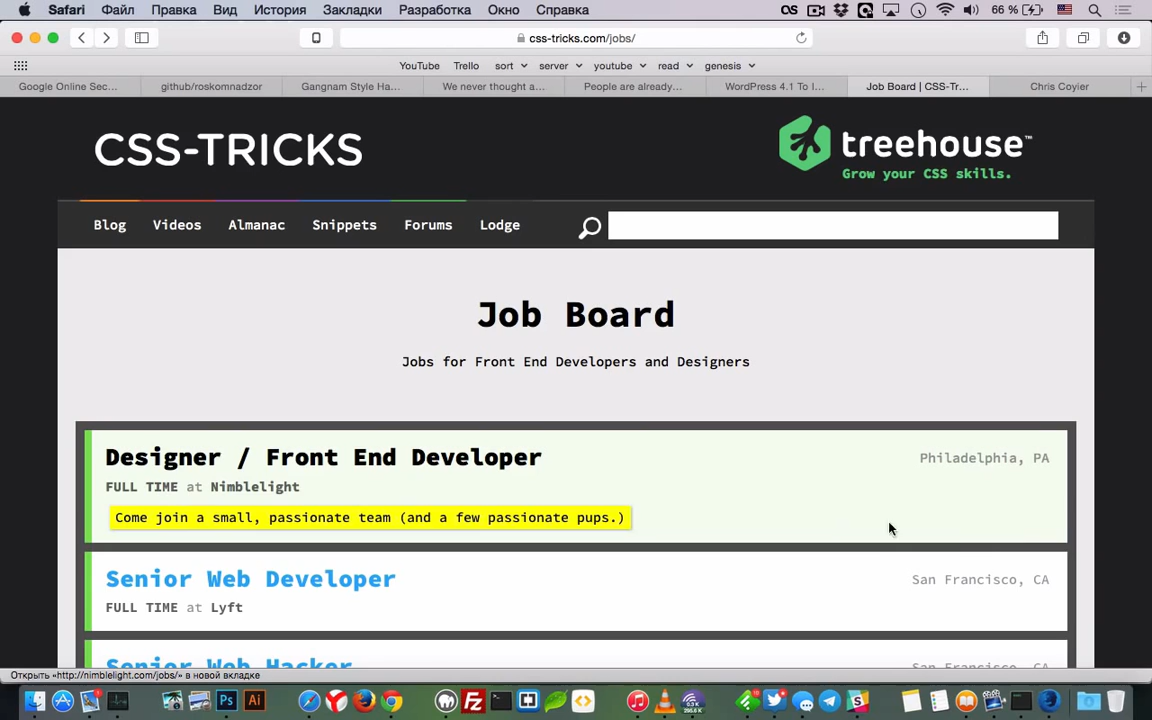 Safari Файл Правка Вид История Закладки Разработка Окно Справка 66 %
css-tricks.com/jobs/
YouTube Trello sort server youtube read genesis
Google Online Sec... github/roskomnadzor Gangnam Style Ha... We never thought a... People are already... WordPress 4.1 To I... Job Board | CSS-Tr... Chris Coyier
CSS-TRICKS
treehouse™
Grow your CSS skills.
Blog Videos Almanac Snippets Forums Lodge
Job Board
Jobs for Front End Developers and Designers
Designer / Front End Developer Philadelphia, PA
FULL TIME at Nimblelight
Come join a small, passionate team (and a few passionate pups.)
Senior Web Developer San Francisco, CA
FULL TIME at Lyft
Senior Web Hacker San Francisco, CA
Открыть «http://nimblelight.com/jobs/» в новой вкладке
Ps Ai Fz